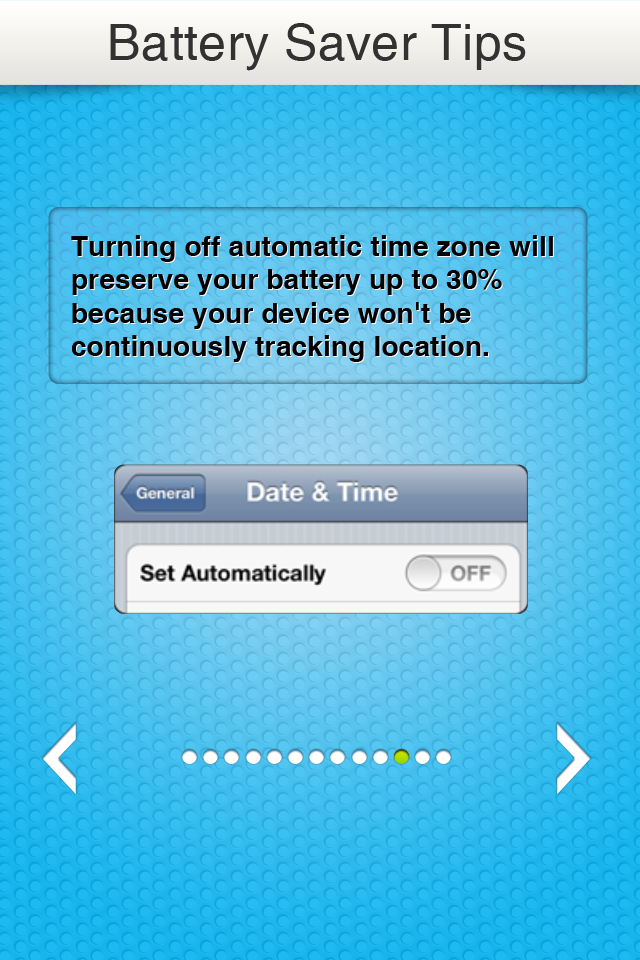 Battery Saver Tips
Turning off automatic time zone will
preserve your battery up to 30%
because your device won't be
continuously tracking location.
General
Date & Time
Set Automatically
OFF